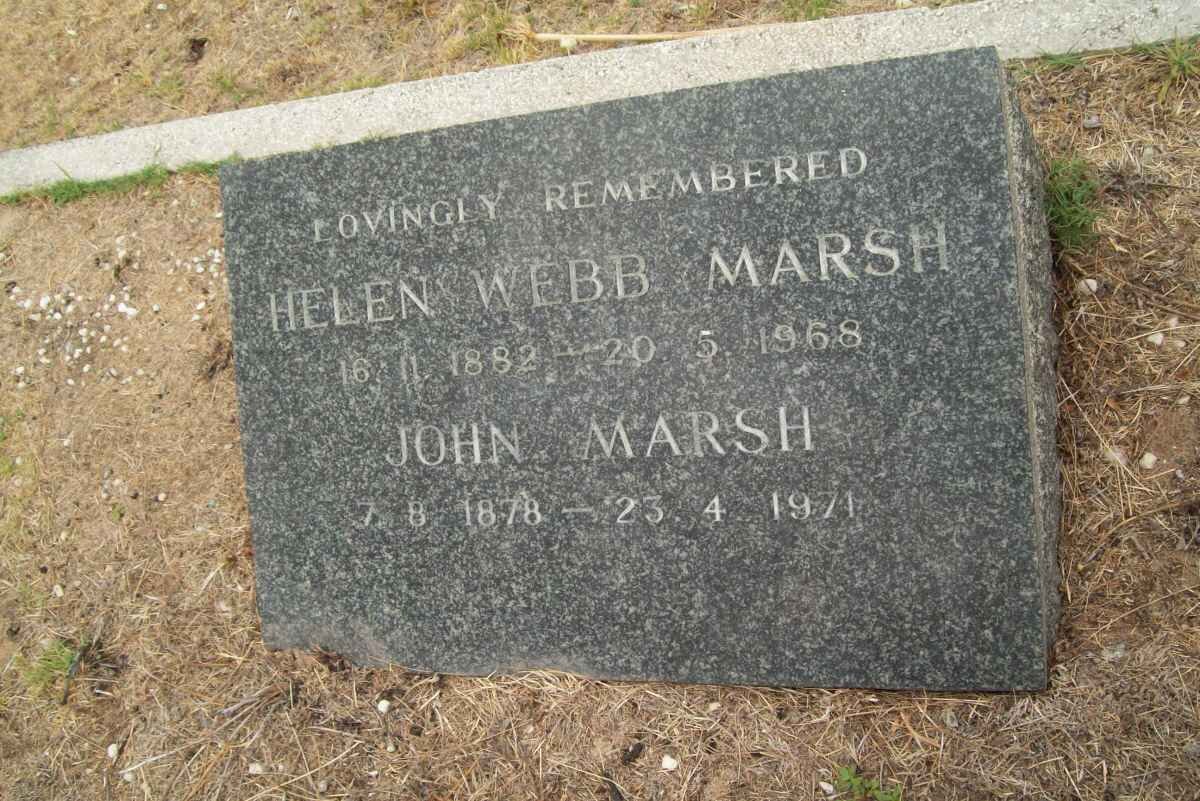 LOVINGLY REMEMBERED
HELEN WEBB MARSH
16. 11. 1882 – 20. 5. 1968
JOHN MARSH
7. 8. 1878 – 23. 4. 1971